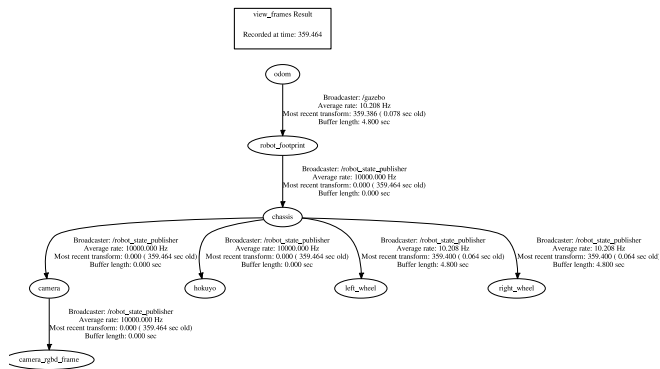 view_frames Result
Recorded at time: 359.464
odom
Broadcaster: /gazebo
Average rate: 10.208 Hz
Most recent transform: 359.386 ( 0.078 sec old)
Buffer length: 4.800 sec
robot_footprint
Broadcaster: /robot_state_publisher
Average rate: 10000.000 Hz
Most recent transform: 0.000 ( 359.464 sec old)
Buffer length: 0.000 sec
chassis
Broadcaster: /robot_state_publisher
Average rate: 10000.000 Hz
Most recent transform: 0.000 ( 359.464 sec old)
Buffer length: 0.000 sec
Broadcaster: /robot_state_publisher
Average rate: 10000.000 Hz
Most recent transform: 0.000 ( 359.464 sec old)
Buffer length: 0.000 sec
Broadcaster: /robot_state_publisher
Average rate: 10.208 Hz
Most recent transform: 359.400 ( 0.064 sec old)
Buffer length: 4.800 sec
Broadcaster: /robot_state_publisher
Average rate: 10.208 Hz
Most recent transform: 359.400 ( 0.064 sec old)
Buffer length: 4.800 sec
camera
hokuyo
left_wheel
right_wheel
Broadcaster: /robot_state_publisher
Average rate: 10000.000 Hz
Most recent transform: 0.000 ( 359.464 sec old)
Buffer length: 0.000 sec
camera_rgbd_frame